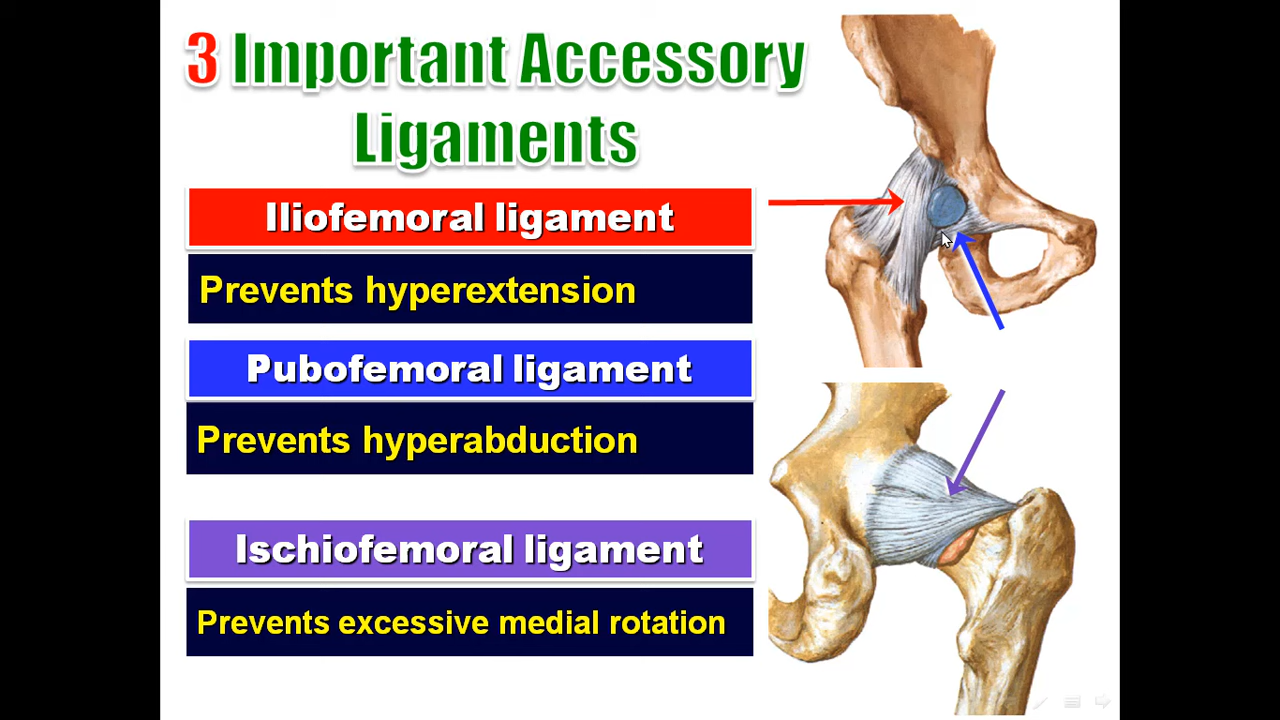 3 Important Accessory
Ligaments
Iliofemoral ligament
Prevents hyperextension
Pubofemoral ligament
Prevents hyperabduction
Ischiofemoral ligament
Prevents excessive medial rotation